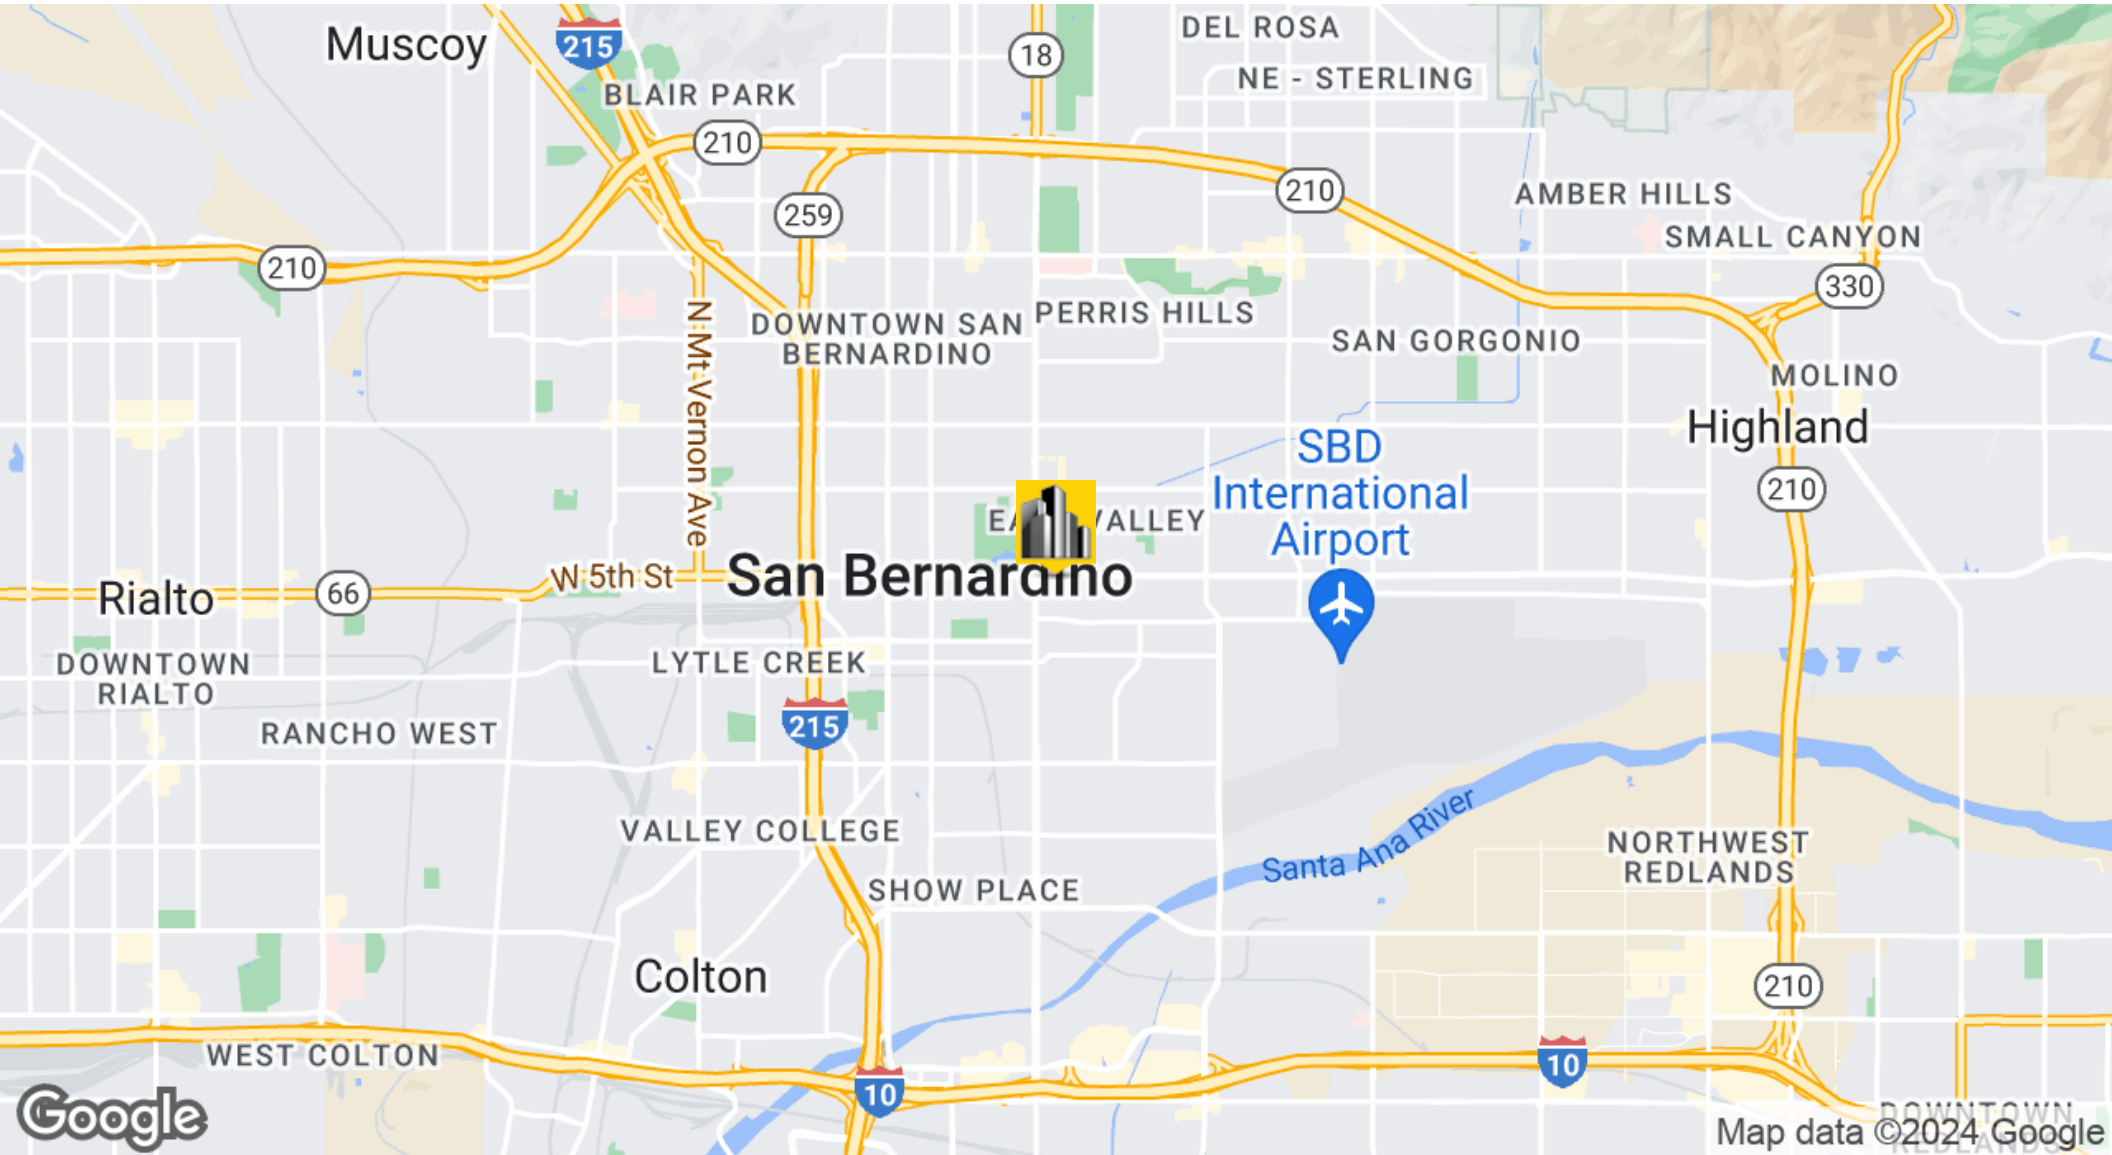 Muscoy
215
18
DEL ROSA
NE - STERLING
BLAIR PARK
210
259
210
AMBER HILLS
SMALL CANYON
210
330
N Mt Vernon Ave
DOWNTOWN SAN
BERNARDINO
PERRIS HILLS
SAN GORGONIO
MOLINO
Highland
SBD
International
Airport
210
VALLEY
W 5th St
San Bernardino
Rialto
66
DOWNTOWN
RIALTO
LYTLE CREEK
RANCHO WEST
215
VALLEY COLLEGE
Santa Ana River
NORTHWEST
REDLANDS
SHOW PLACE
Colton
210
WEST COLTON
10
10
Google
DOWNTOWN
REDLANDS
Map data ©2024 Google